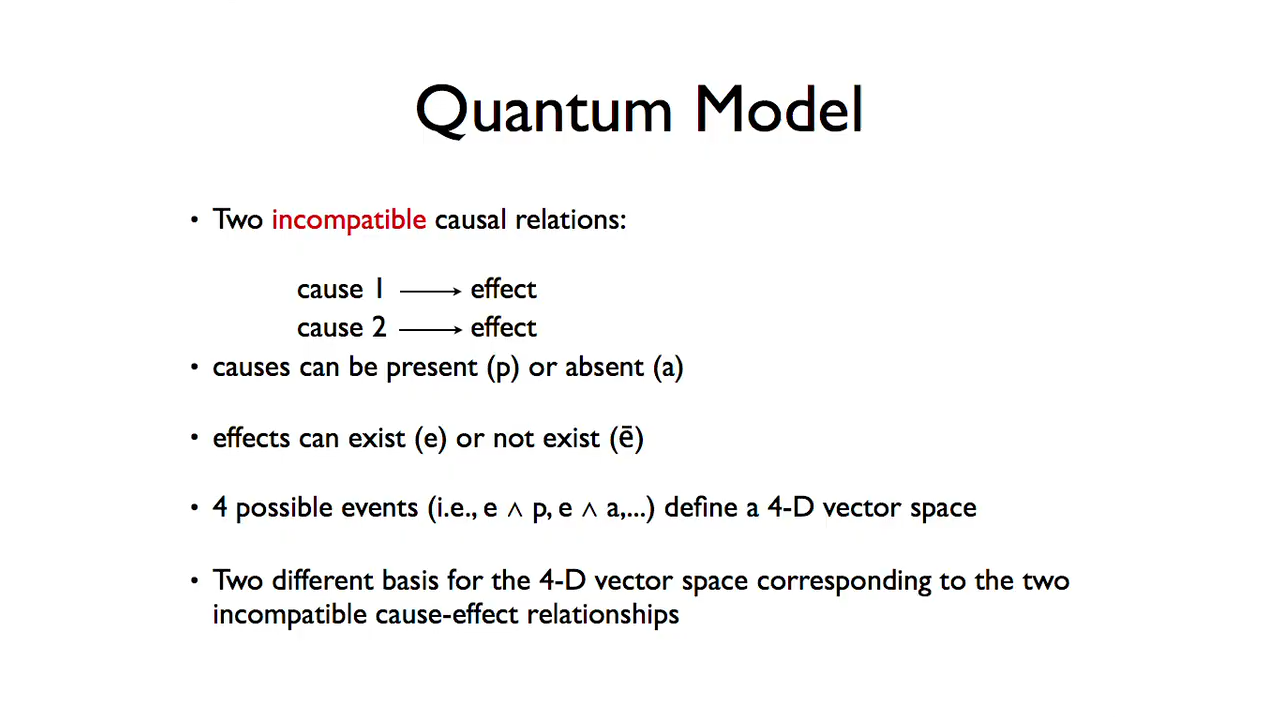 Quantum Model
• Two incompatible causal relations:
cause 1 ⟶ effect
cause 2 ⟶ effect
• causes can be present (p) or absent (a)
• effects can exist (e) or not exist (ē)
• 4 possible events (i.e., e ∧ p, e ∧ a,...) define a 4-D vector space
• Two different basis for the 4-D vector space corresponding to the two
incompatible cause-effect relationships